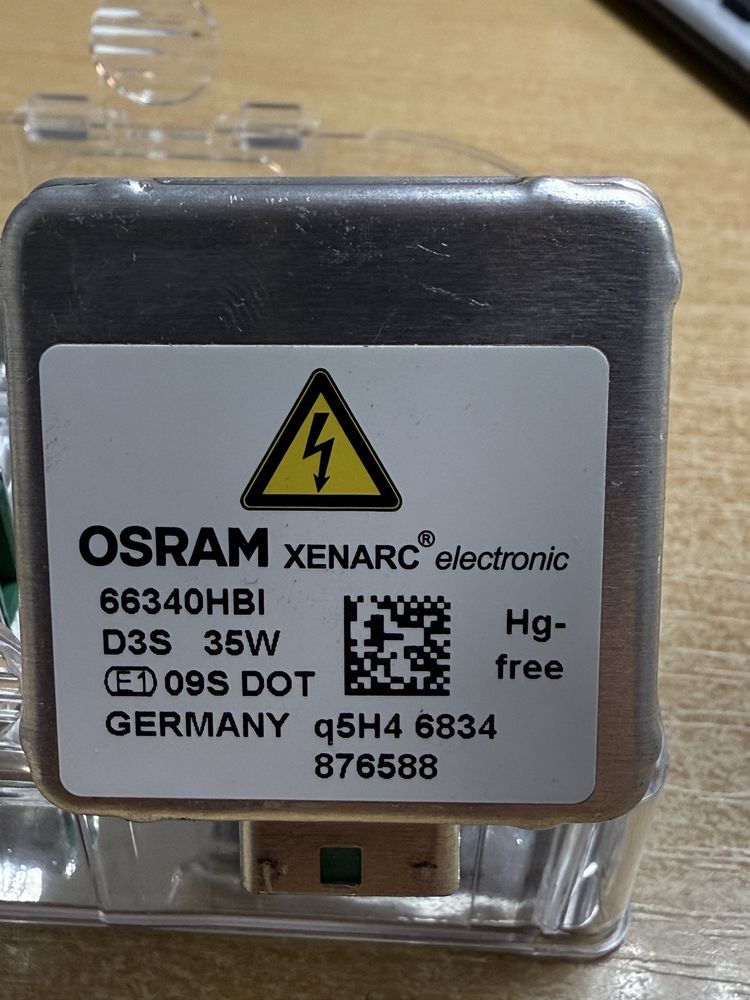 OSRAM XENARC® electronic
66340HBI
D3S 35W
E1 09S DOT
GERMANY q5H4 6834
876588
Hg-
free